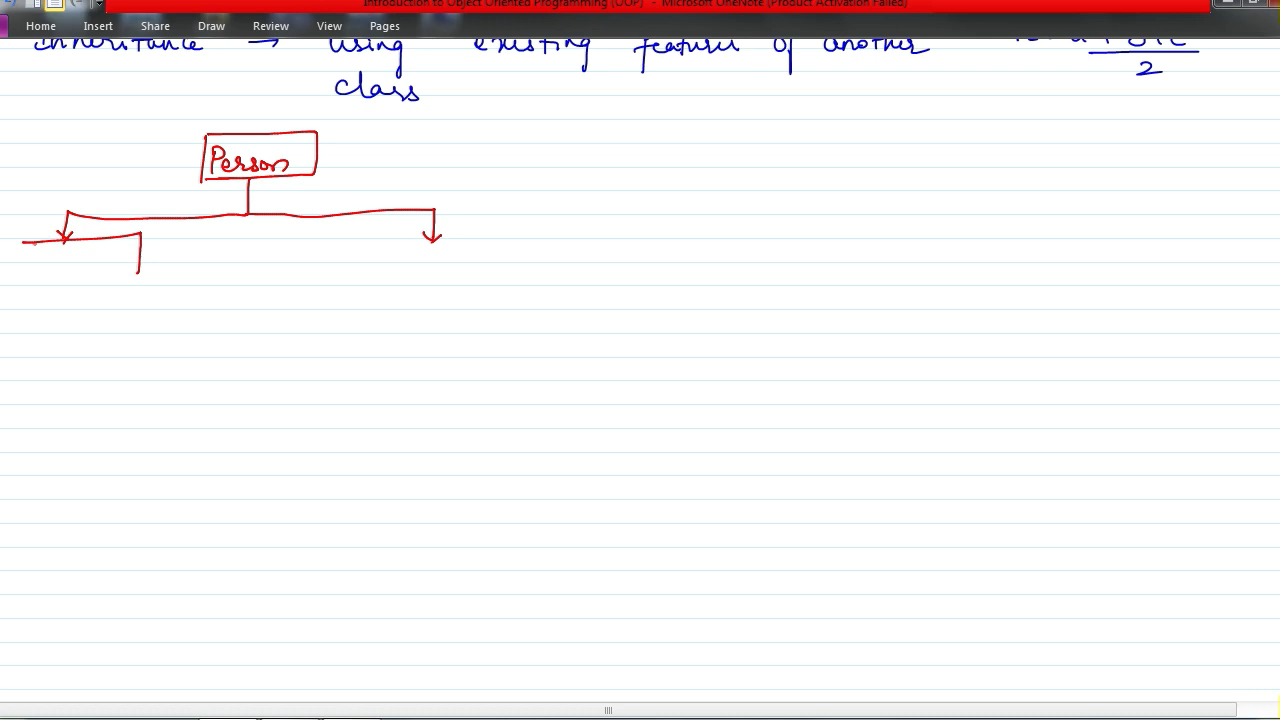 Introduction to Object Oriented Programming (OOP) - Microsoft OneNote (Product Activation Failed)
Home Insert Share Draw Review View Pages
inheritance → using existing features of another
class
2
Person